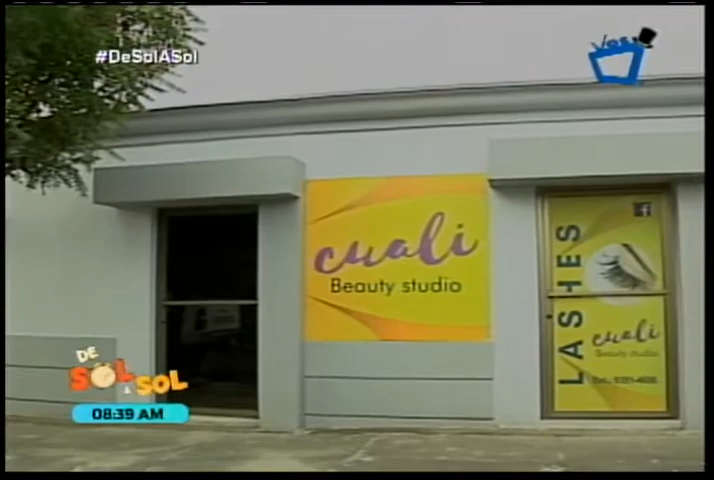 #DeSolASol
Vos
cuali
Beauty studio
LASHES
f
cuali
Beauty studio
DE
SOL
A
SOL
08:39 AM